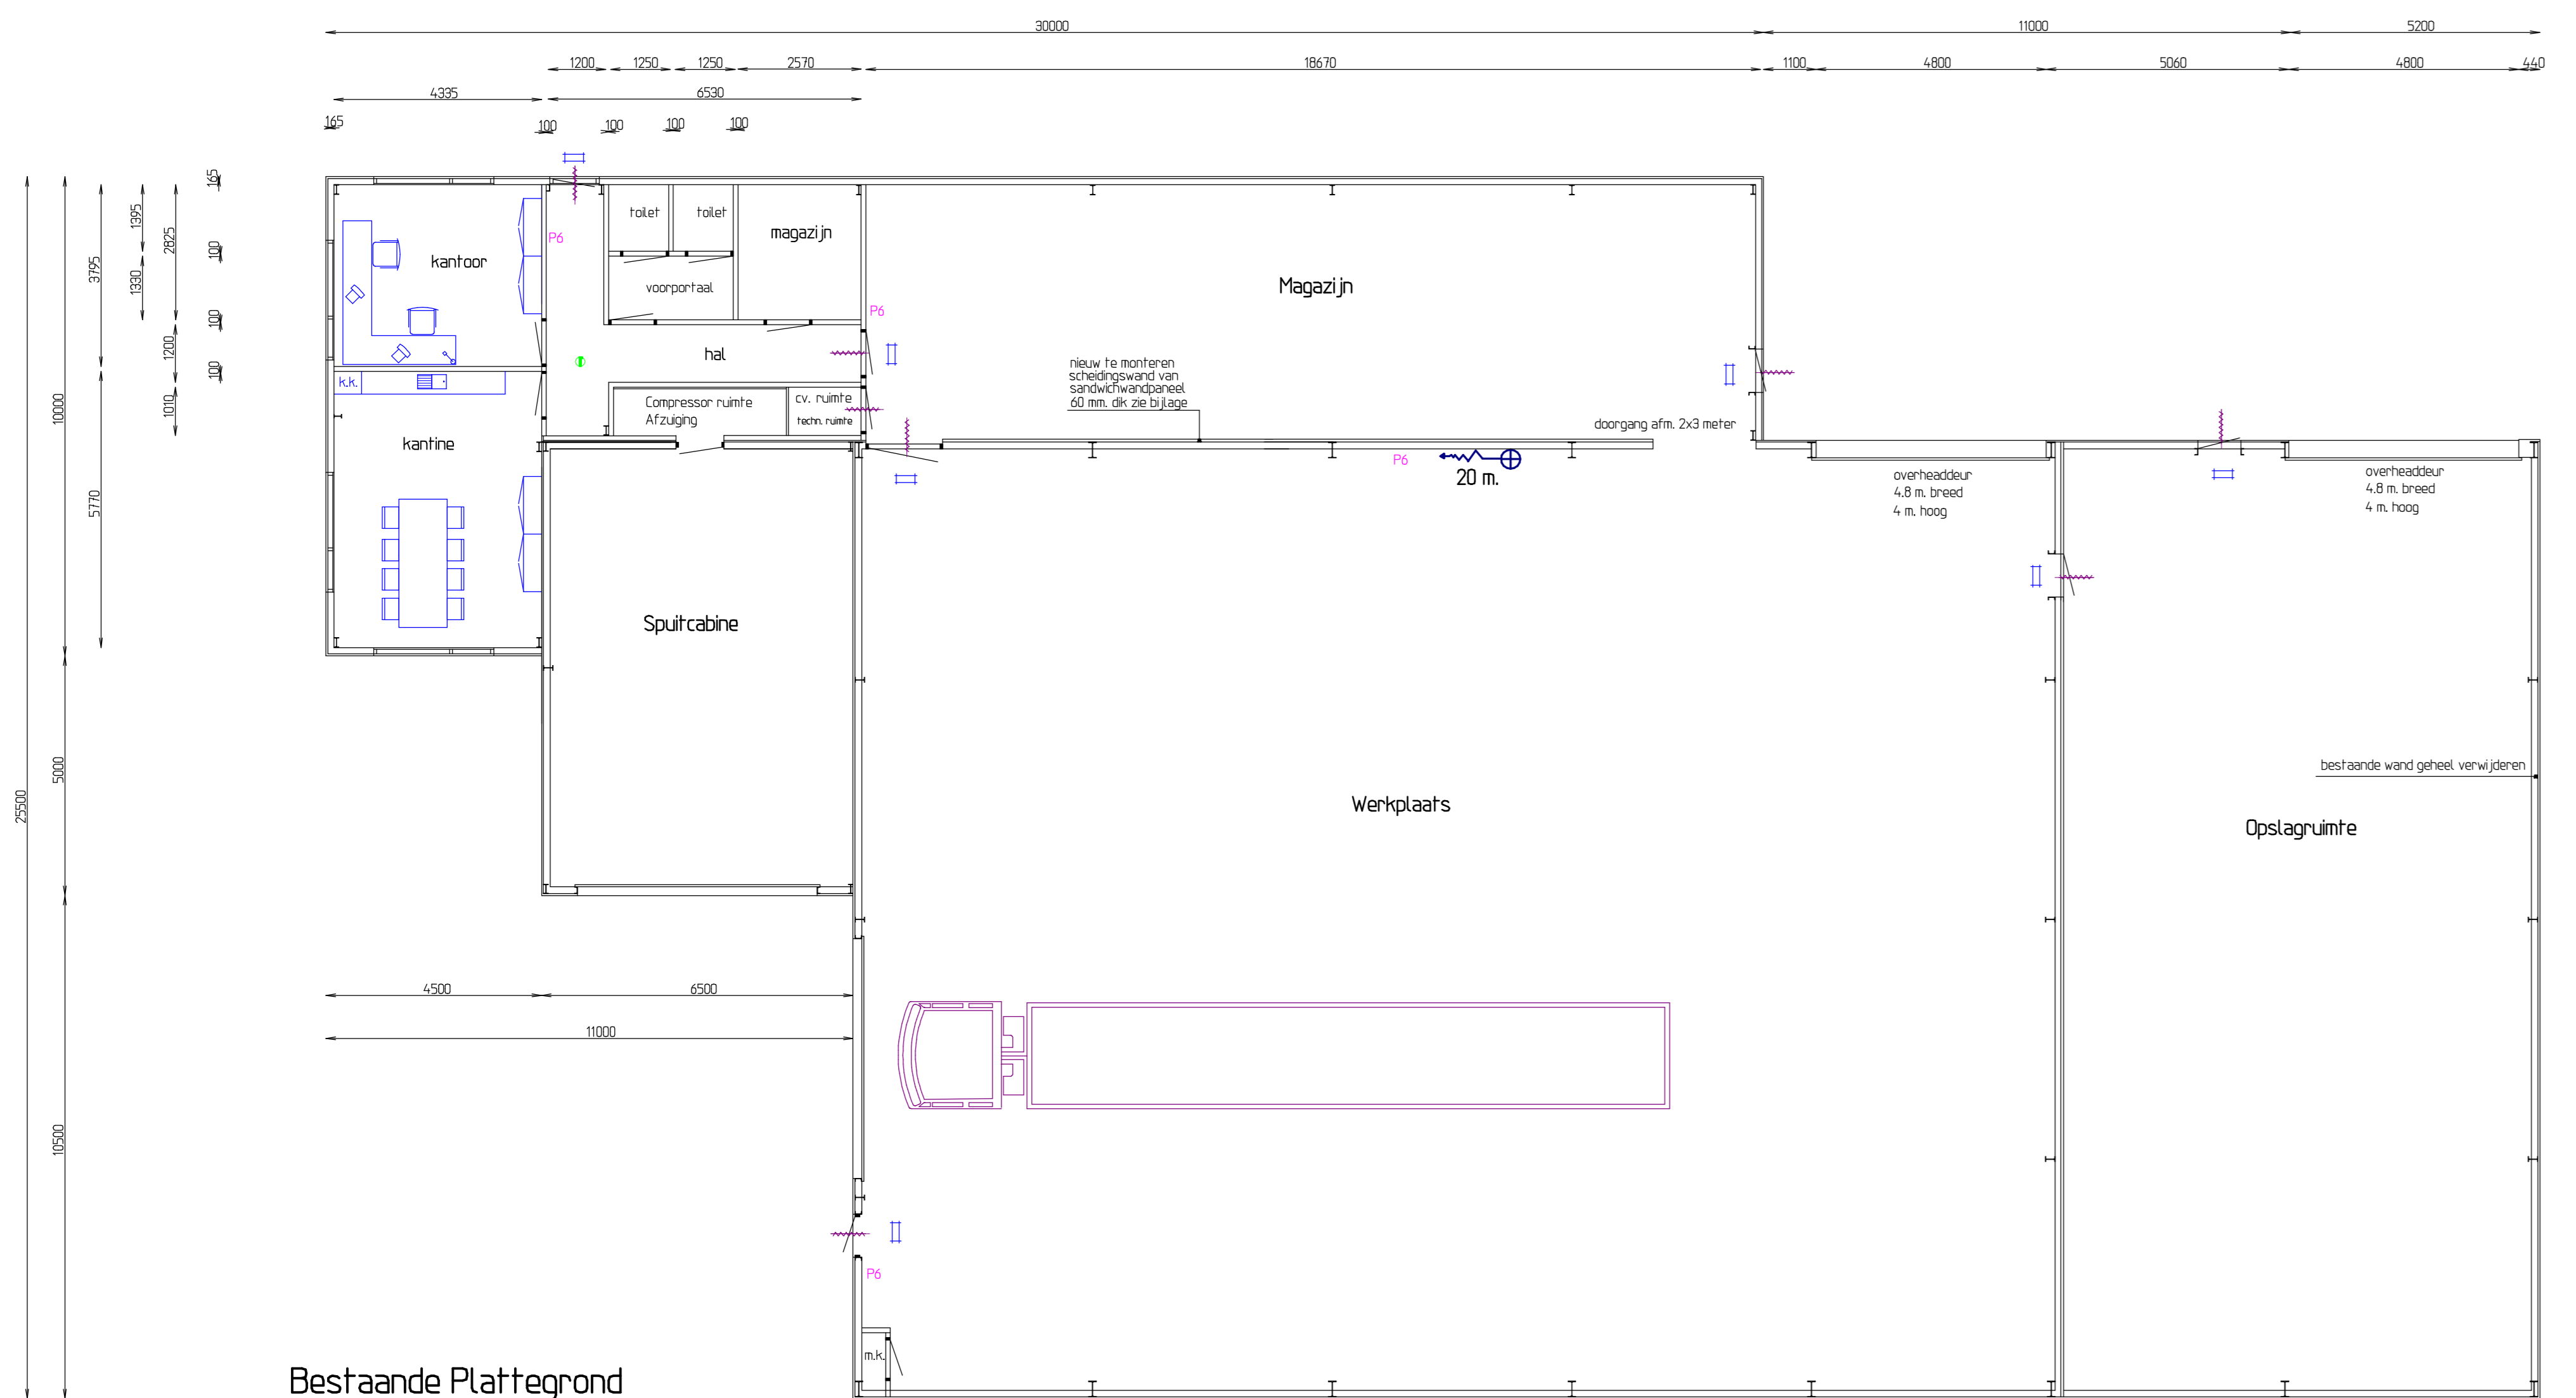 30000
11000
5200
1200
1250
1250
2570
18670
1100
4800
5060
4800
440
4335
6530
165
100
100
100
100
165
1395
2825
100
3795
1330
100
1200
100
1010
10000
5770
5000
25500
10500
toilet
toilet
magazijn
P6
kantoor
voorportaal
P6
Magazijn
hal
k.k.
Compressor ruimte
Afzuiging
cv. ruimte
techn. ruimte
nieuw te monteren
scheidingswand van
sandwichwandpaneel
60 mm. dik zie bijlage
doorgang afm. 2x3 meter
kantine
P6
20 m.
overheaddeur
4.8 m. breed
4 m. hoog
overheaddeur
4.8 m. breed
4 m. hoog
Spuitcabine
bestaande wand geheel verwijderen
Werkplaats
Opslagruimte
4500
6500
11000
P6
m.k.
Bestaande Plattegrond